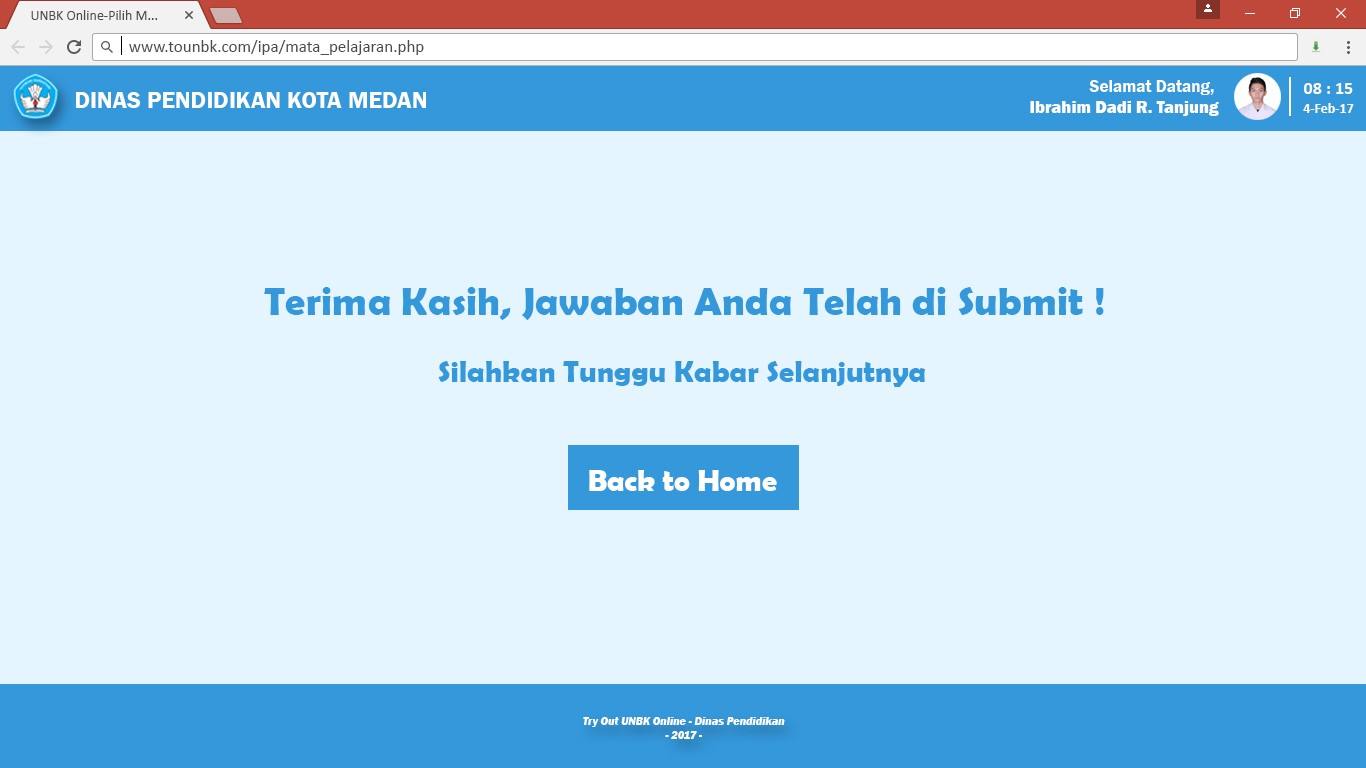 UNBK Online-Pilih M...
www.tounbk.com/ipa/mata_pelajaran.php
DINAS PENDIDIKAN KOTA MEDAN
Selamat Datang,
Ibrahim Dadi R. Tanjung
08 : 15
4-Feb-17
Terima Kasih, Jawaban Anda Telah di Submit !
Silahkan Tunggu Kabar Selanjutnya
Back to Home
Try Out UNBK Online - Dinas Pendidikan
- 2017 -